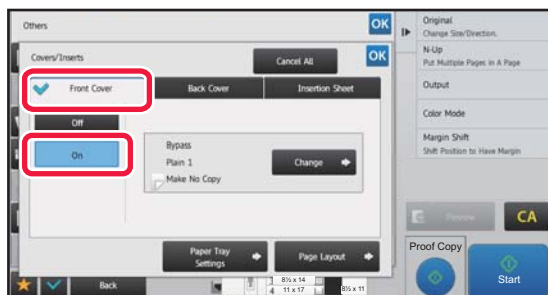 Others
OK
Covers/Inserts
Cancel All
OK
Front Cover
Back Cover
Insertion Sheet
Off
On
Bypass
Plain 1
Make No Copy
Change
Paper Tray
Settings
Page Layout
Back
8½ x 14
4 11 x 17
8½ x 11
Original
Change Size/Direction.
N-Up
Put Multiple Pages in A Page
Output
Color Mode
Margin Shift
Shift Position to Have Margin
Preview
CA
Proof Copy
Start